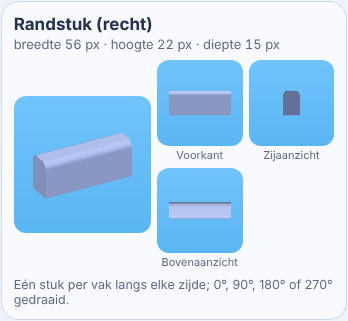 Randstuk (recht)
breedte 56 px · hoogte 22 px · diepte 15 px
Voorkant
Zijaanzicht
Bovenaanzicht
Eén stuk per vak langs elke zijde; 0°, 90°, 180° of 270°
gedraaid.